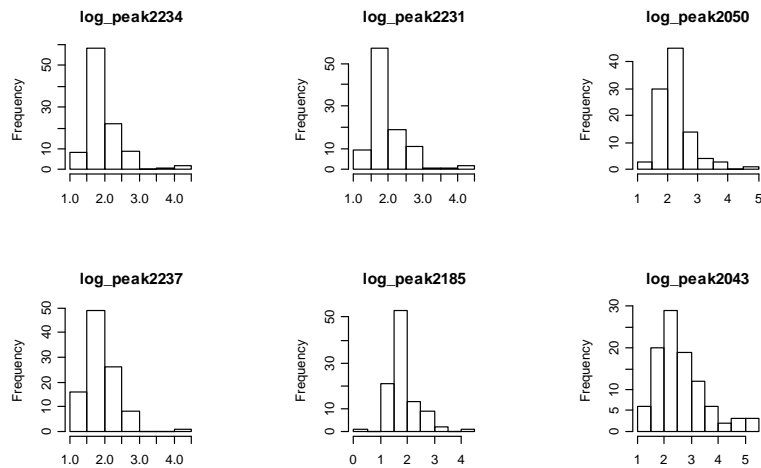 log_peak2234
Frequency
0 10 30 50
1.0 2.0 3.0 4.0
log_peak2231
Frequency
0 10 30 50
1.0 2.0 3.0 4.0
log_peak2050
Frequency
0 10 20 30 40
1 2 3 4 5
log_peak2237
Frequency
0 10 20 30 40 50
1.0 2.0 3.0 4.0
log_peak2185
Frequency
0 10 30 50
0 1 2 3 4
log_peak2043
Frequency
0 5 10 20 30
1 2 3 4 5